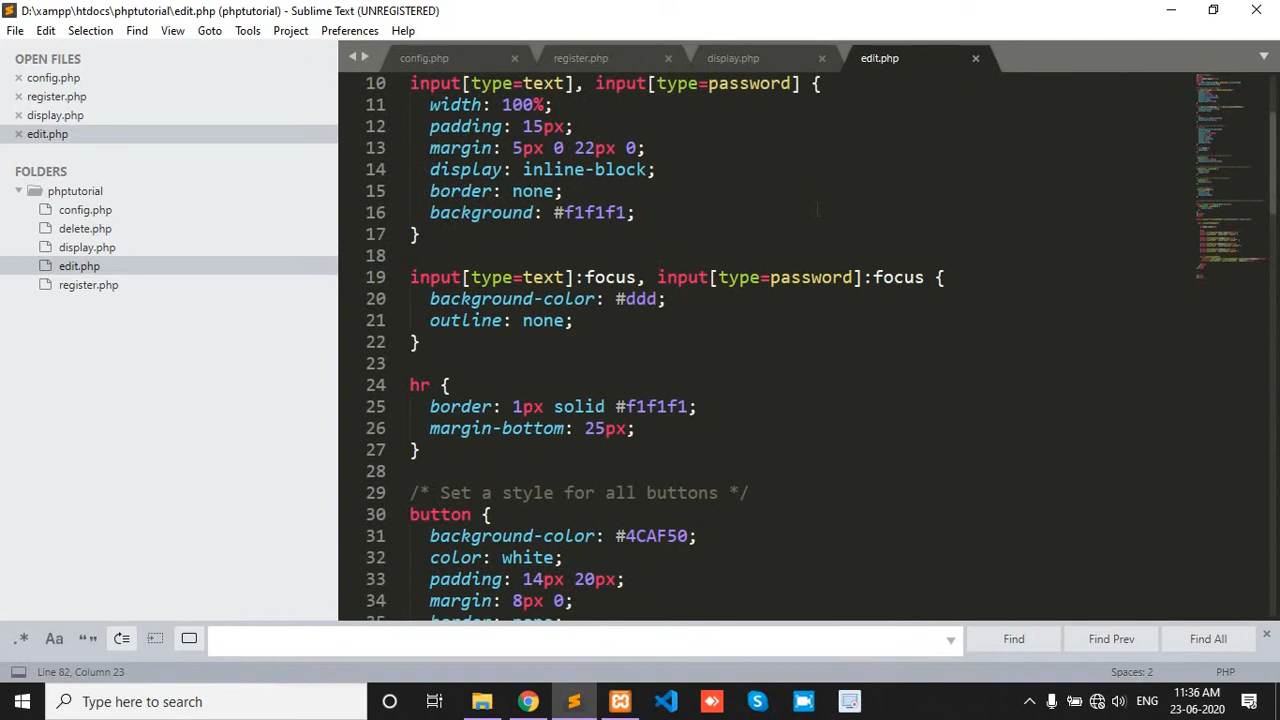 D:\xampp\htdocs\phptutorial\edit.php (phptutorial) - Sublime Text (UNREGISTERED)
File Edit Selection Find View Goto Tools Project Preferences Help
OPEN FILES
config.php
register.php
display.php
edit.php
FOLDERS
phptutorial
config.php
delete.php
display.php
edit.php
register.php
config.php register.php display.php edit.php
10 input[type=text], input[type=password] {
11 width: 100%;
12 padding: 15px;
13 margin: 5px 0 22px 0;
14 display: inline-block;
15 border: none;
16 background: #f1f1f1;
17 }
18
19 input[type=text]:focus, input[type=password]:focus {
20 background-color: #ddd;
21 outline: none;
22 }
23
24 hr {
25 border: 1px solid #f1f1f1;
26 margin-bottom: 25px;
27 }
28
29 /* Set a style for all buttons */
30 button {
31 background-color: #4CAF50;
32 color: white;
33 padding: 14px 20px;
34 margin: 8px 0;
.* Aa “” Find Find Prev Find All
Line 82, Column 23 Spaces: 2 PHP
Type here to search
ENG
11:36 AM
23-06-2020